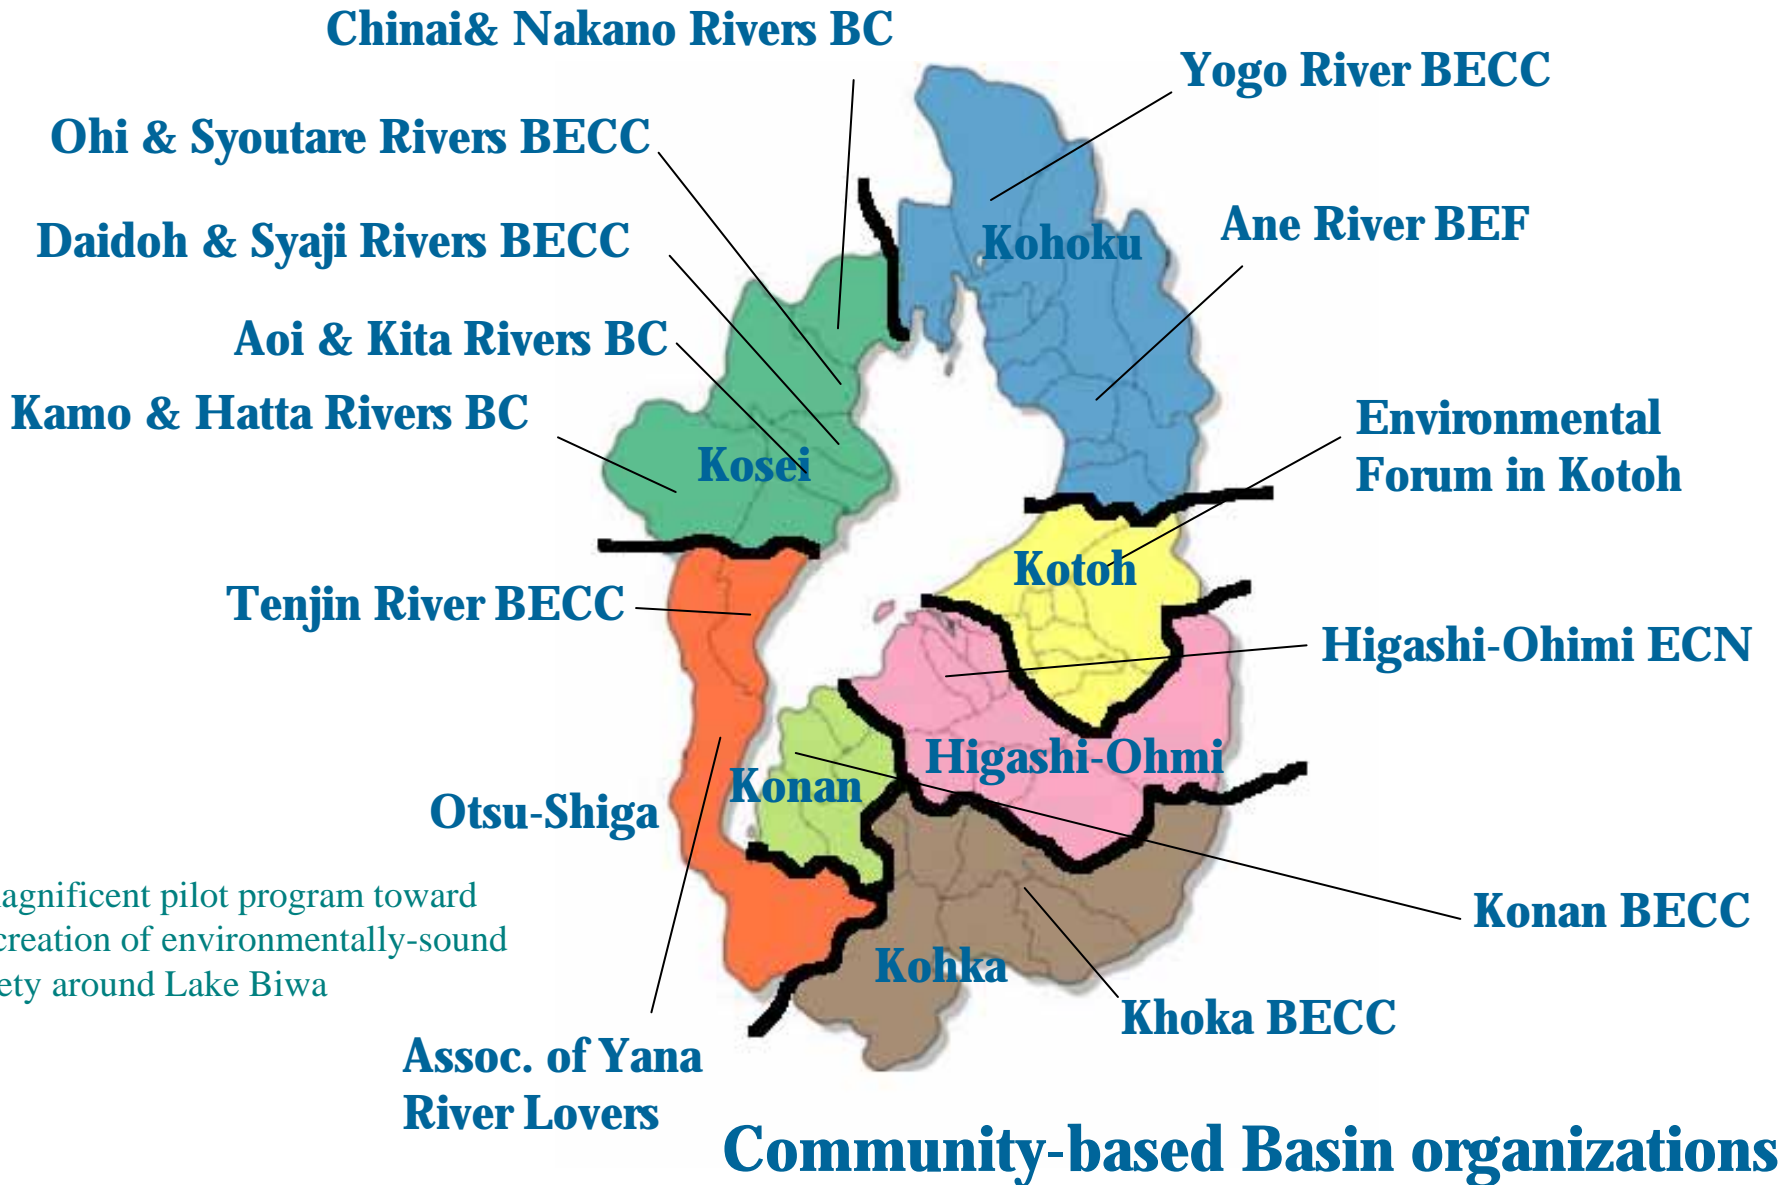 Chinai& Nakano Rivers BC
Yogo River BECC
Ohi & Syoutare Rivers BECC
Daidoh & Syaji Rivers BECC
Ane River BEF
Kohoku
Aoi & Kita Rivers BC
Kamo & Hatta Rivers BC
Environmental
Forum in Kotoh
Kosei
Kotoh
Tenjin River BECC
Higashi-Ohimi ECN
Higashi-Ohmi
Konan
Otsu-Shiga
agnificent pilot program toward
creation of environmentally-sound
ety around Lake Biwa
Konan BECC
Kohka
Khoka BECC
Assoc. of Yana
River Lovers
Community-based Basin organizations